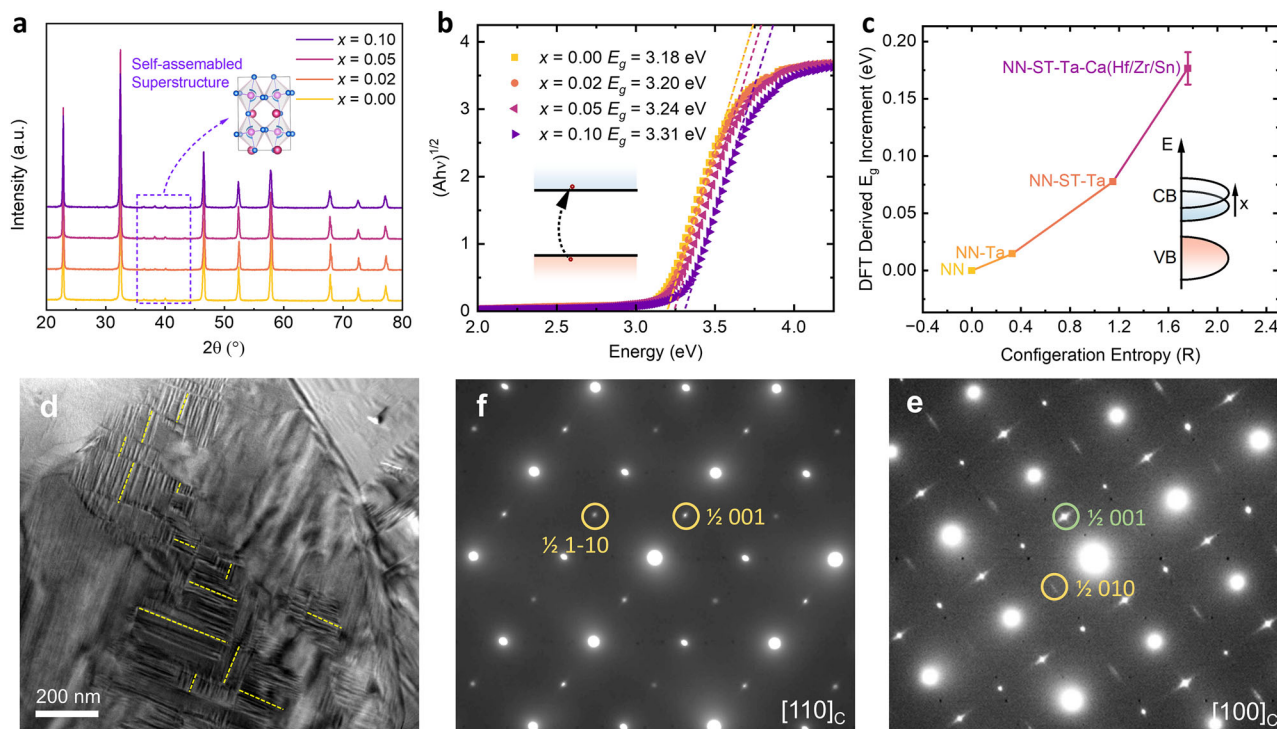 a
Intensity (a.u.)
Self-assembled
Superstructure
x = 0.10
x = 0.05
x = 0.02
x = 0.00
20 30 40 50 60 70 80
2θ (°)
b
(Ahν)1/2
4
3
2
1
0
x = 0.00 Eg = 3.18 eV
x = 0.02 Eg = 3.20 eV
x = 0.05 Eg = 3.24 eV
x = 0.10 Eg = 3.31 eV
2.0 2.5 3.0 3.5 4.0
Energy (eV)
c
DFT Derived Eg Increment (eV)
0.20
0.15
0.10
0.05
0.00
NN-ST-Ta-Ca(Hf/Zr/Sn)
NN-ST-Ta
NN-Ta
NN
E
CB
x
VB
−0.4 0.0 0.4 0.8 1.2 1.6 2.0 2.4
Configeration Entropy (R)
d
200 nm
f
½ 1-10
½ 001
[110]C
e
½ 001
½ 010
[100]C